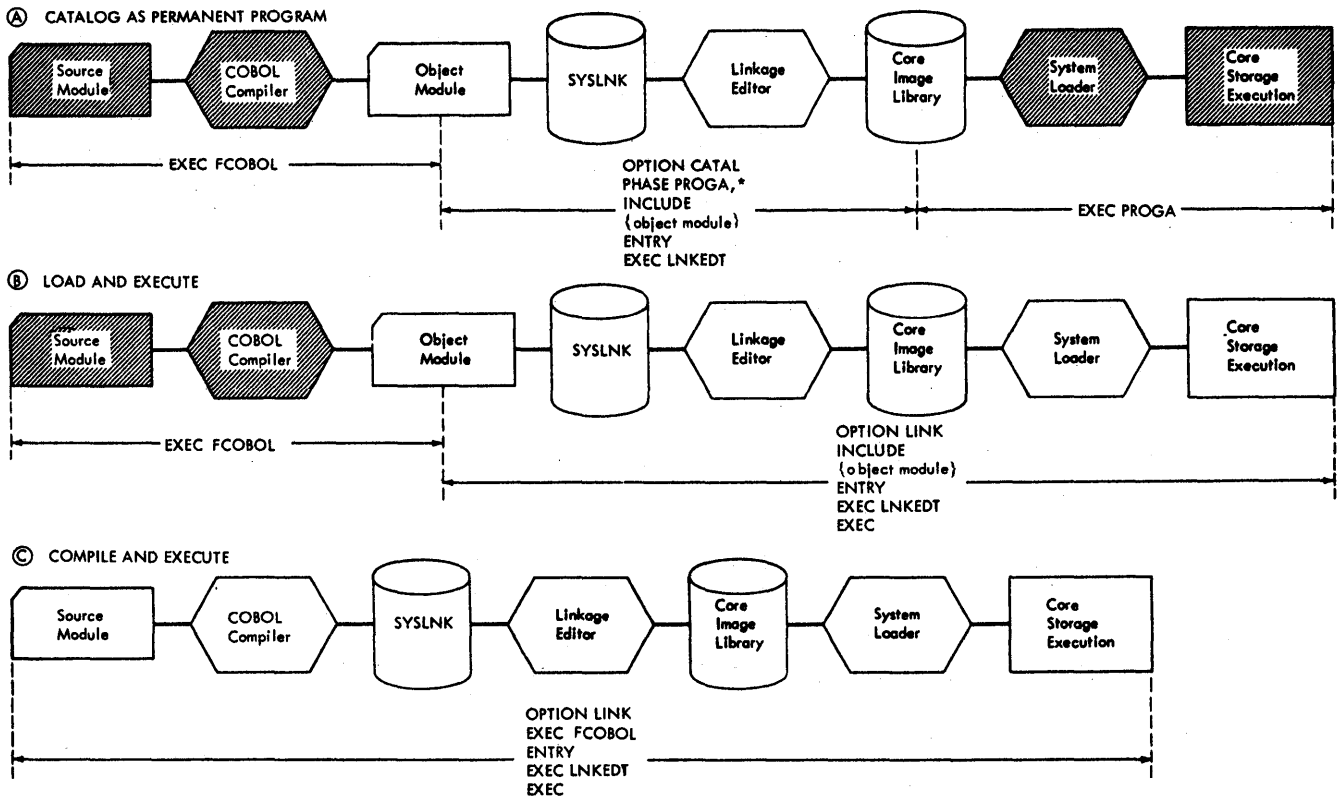 Ⓐ CATALOG AS PERMANENT PROGRAM
Source
Module
COBOL
Compiler
Object
Module
SYSLNK
Linkage
Editor
Core
Image
Library
System
Loader
Core
Storage
Execution
EXEC FCOBOL
OPTION CATAL
PHASE PROGA,*
INCLUDE
{object module}
ENTRY
EXEC LNKEDT
EXEC PROGA
Ⓑ LOAD AND EXECUTE
Source
Module
COBOL
Compiler
Object
Module
SYSLNK
Linkage
Editor
Core
Image
Library
System
Loader
Core
Storage
Execution
EXEC FCOBOL
OPTION LINK
INCLUDE
{object module}
ENTRY
EXEC LNKEDT
EXEC
Ⓒ COMPILE AND EXECUTE
Source
Module
COBOL
Compiler
SYSLNK
Linkage
Editor
Core
Image
Library
System
Loader
Core
Storage
Execution
OPTION LINK
EXEC FCOBOL
ENTRY
EXEC LNKEDT
EXEC